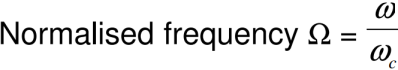 Normalised frequency Ω = ω / ω_c